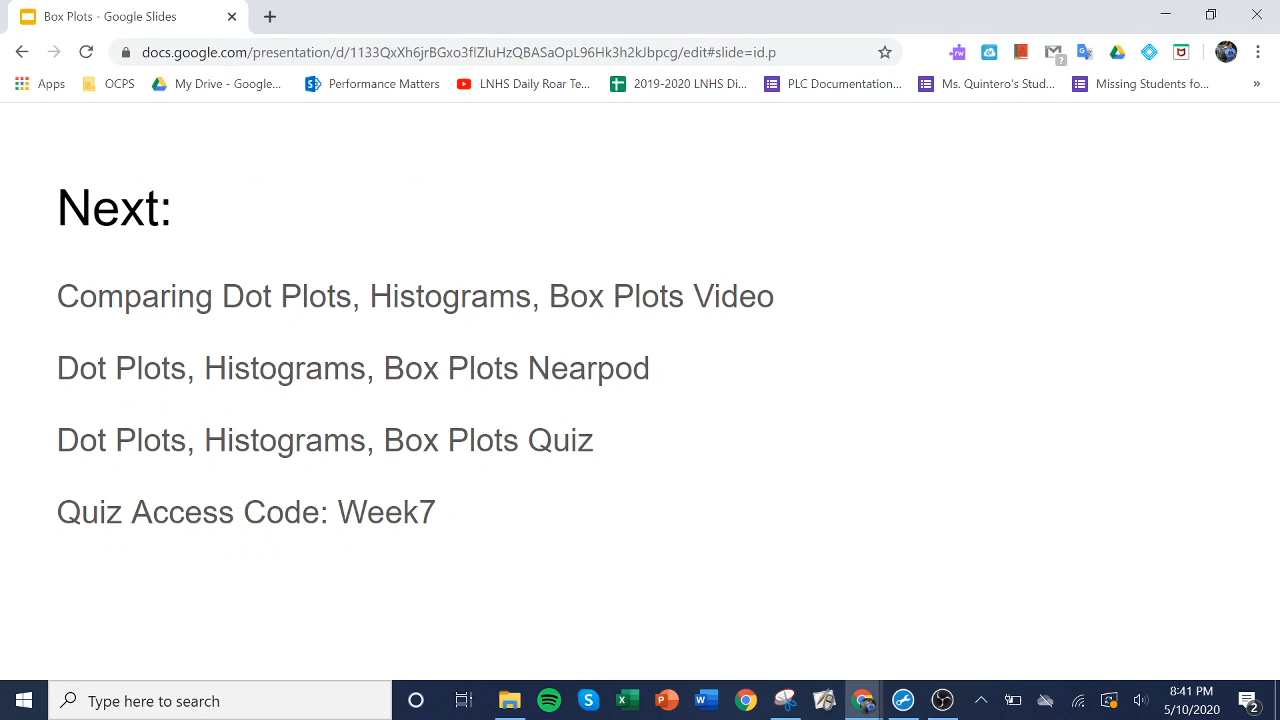 Box Plots - Google Slides
docs.google.com/presentation/d/1133QxXh6jrBGxo3flZluHzQBASaOpL96Hk3h2kJbpcg/edit#slide=id.p
Apps OCPS My Drive - Google... Performance Matters LNHS Daily Roar Te... 2019-2020 LNHS Di... PLC Documentation... Ms. Quintero's Stud... Missing Students fo... »
Next:
Comparing Dot Plots, Histograms, Box Plots Video
Dot Plots, Histograms, Box Plots Nearpod
Dot Plots, Histograms, Box Plots Quiz
Quiz Access Code: Week7
Type here to search
8:41 PM
5/10/2020
2